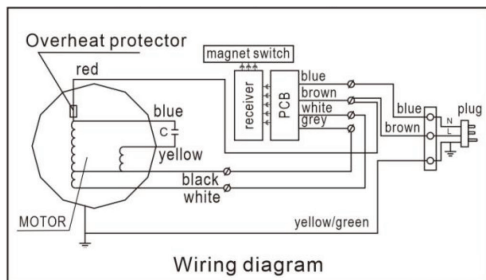 Overheat protector
magnet switch
red
receiver
PCB
blue
brown
white
grey
blue
C
yellow
blue
brown
N
L
plug
black
white
MOTOR
yellow/green
Wiring diagram